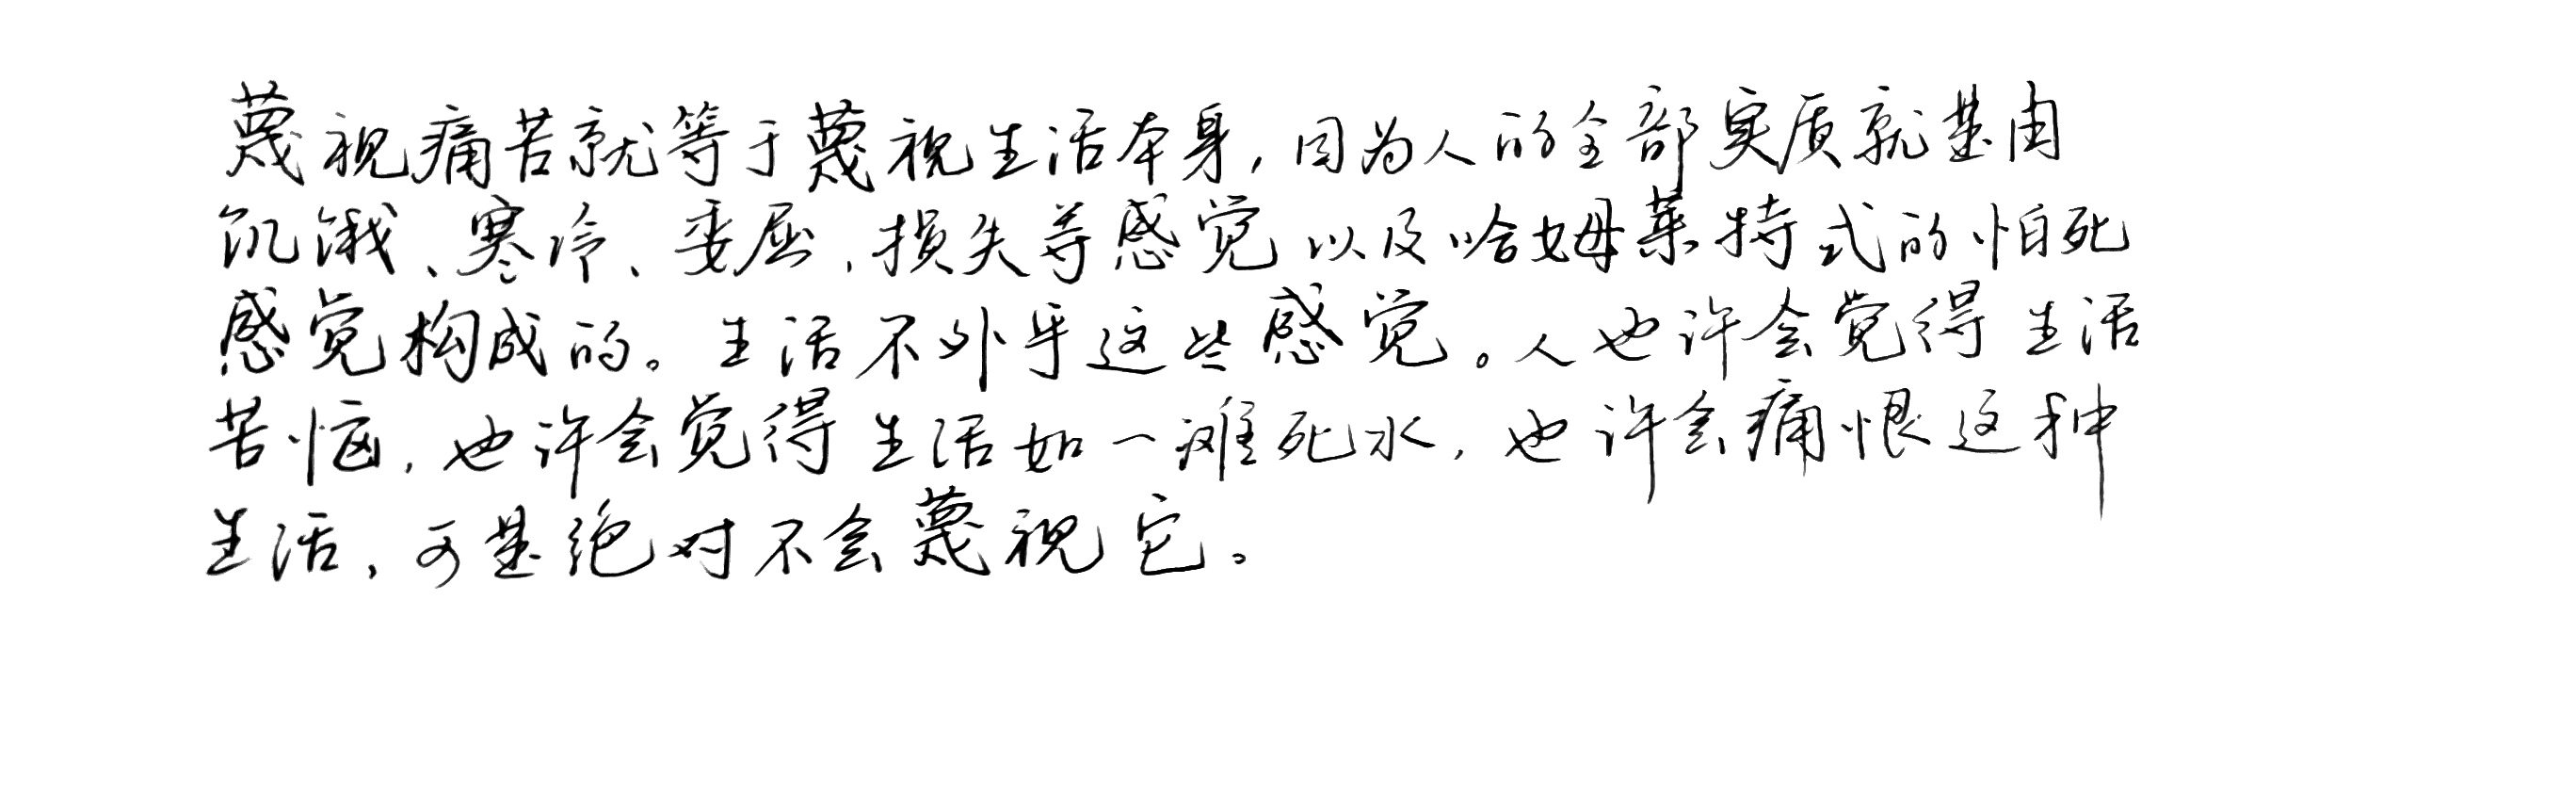 蔑视痛苦就等于蔑视生活本身，因为人的全部实质就是由
饥饿、寒冷、委屈，损失等感觉以及哈姆莱特式的怕死
感觉构成的。生活不外乎这些感觉。人也许会觉得生活
苦恼，也许会觉得生活如一滩死水，也许会痛恨这种
生活，可是绝对不会蔑视它。